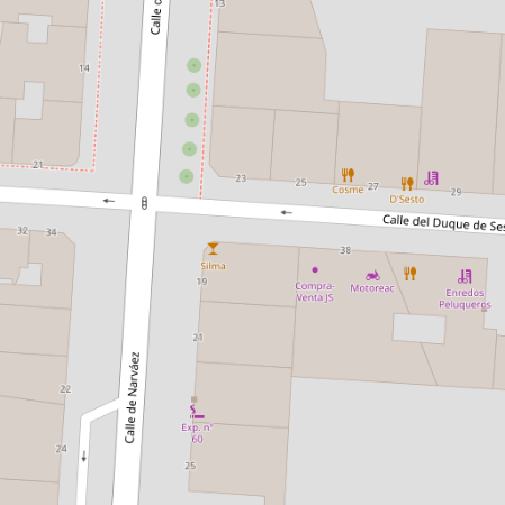 13
Calle d
14
21
23
25
27
29
Cosme
D'Sesto
Calle del Duque de Ses
32
34
38
Silma
19
Compra-
Venta JS
Motoreac
Enredos
Peluqueros
21
Calle de Narváez
22
Exp. nº
60
24
25